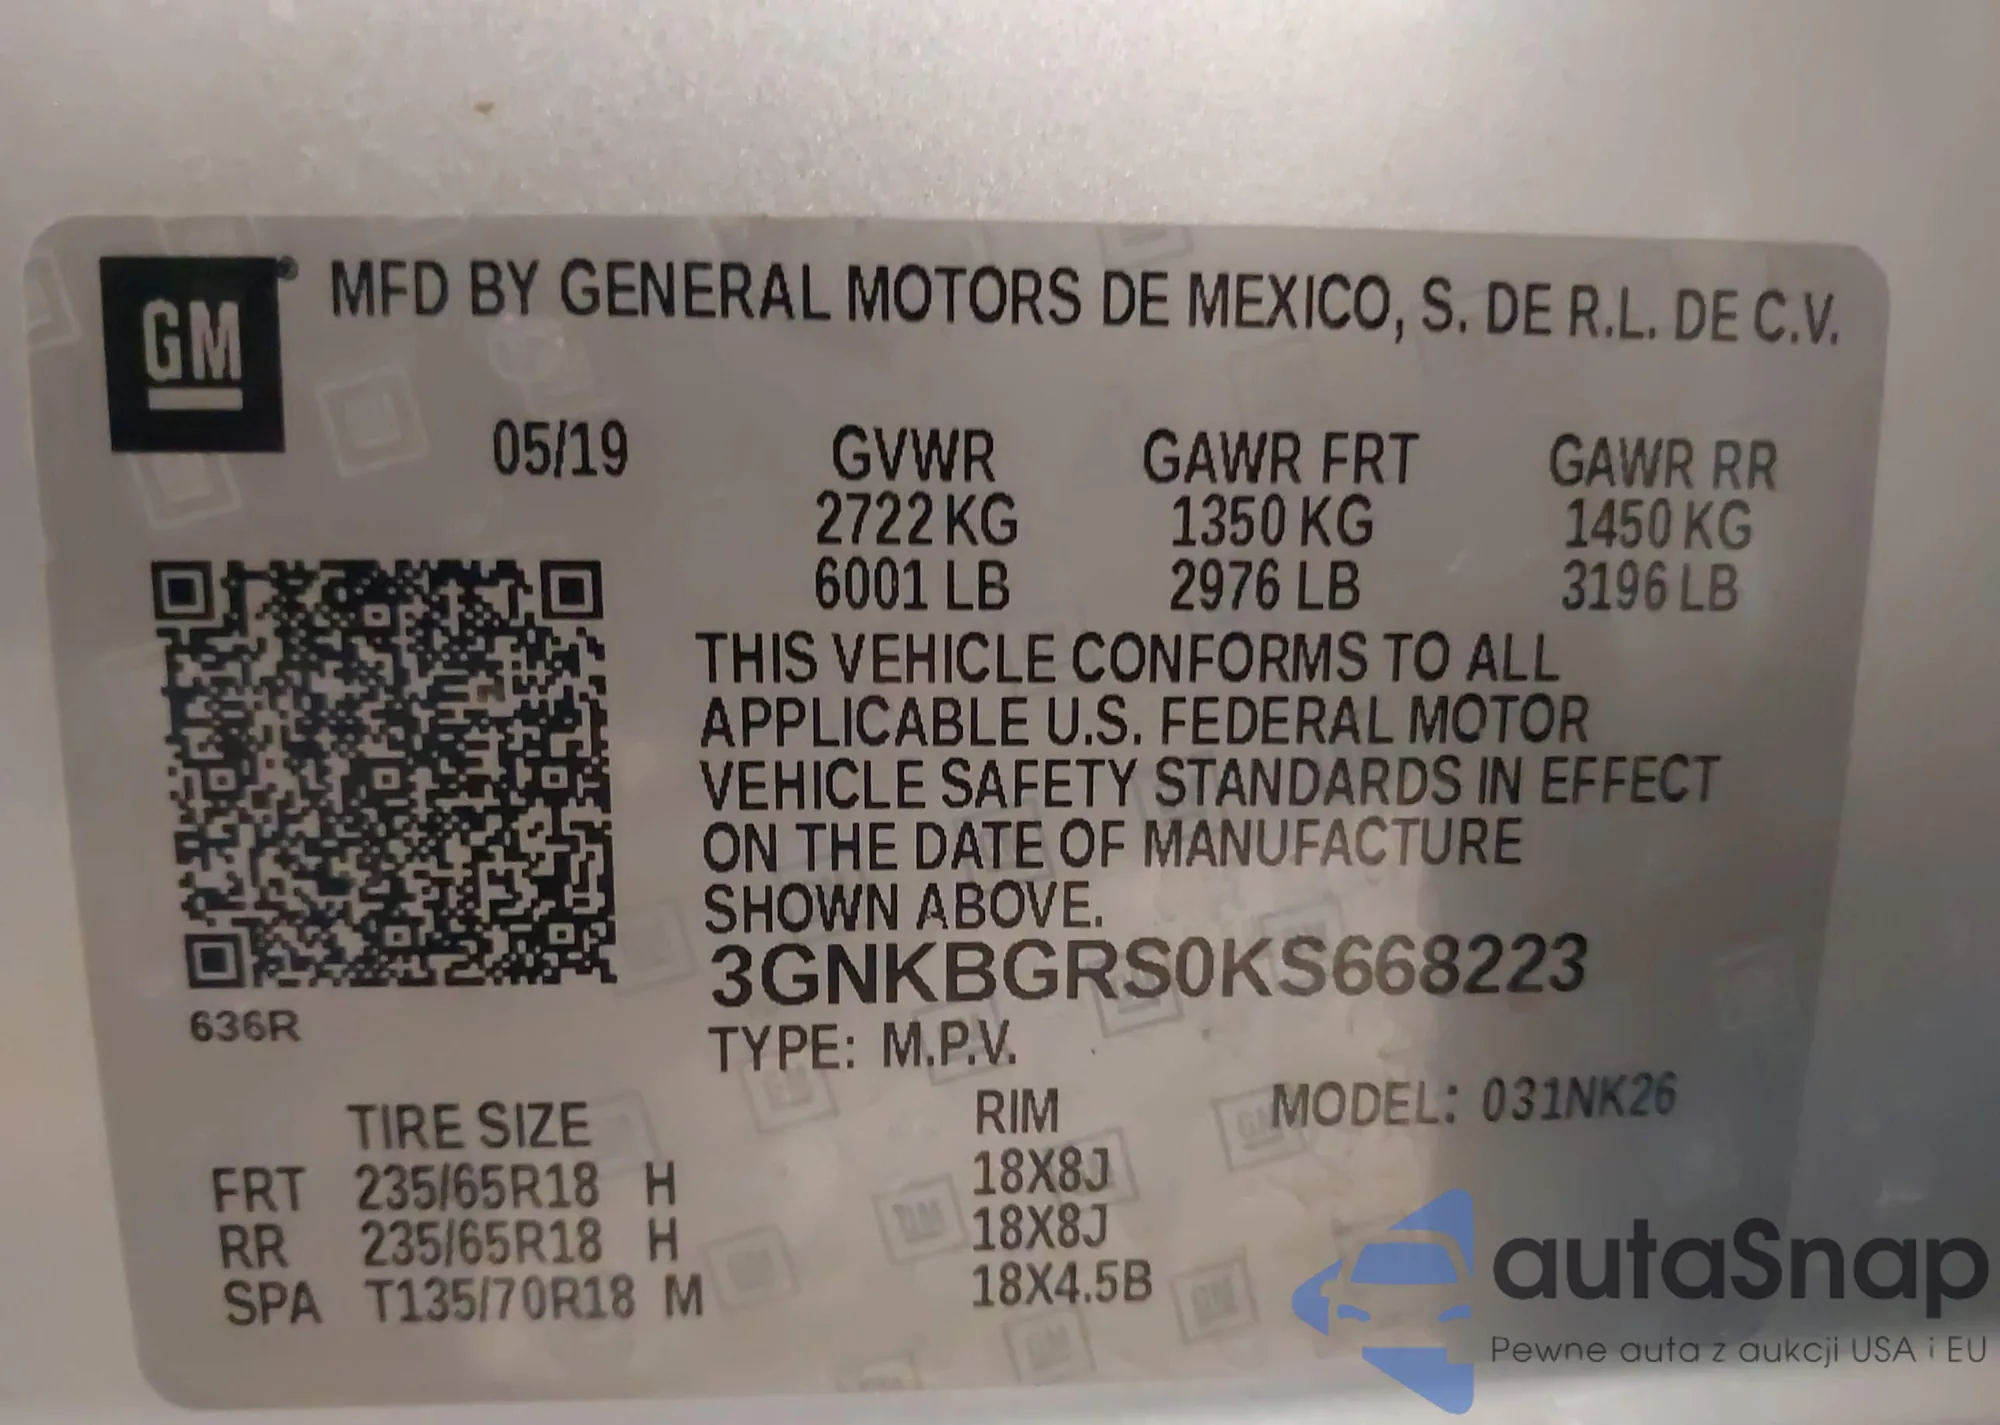 GM
MFD BY GENERAL MOTORS DE MEXICO, S. DE R.L. DE C.V.
05/19 GVWR GAWR FRT GAWR RR
2722 KG 1350 KG 1450 KG
6001 LB 2976 LB 3196 LB
THIS VEHICLE CONFORMS TO ALL
APPLICABLE U.S. FEDERAL MOTOR
VEHICLE SAFETY STANDARDS IN EFFECT
ON THE DATE OF MANUFACTURE
SHOWN ABOVE.
3GNKBGRS0KS668223
636R
TYPE: M.P.V.
TIRE SIZE RIM MODEL: 031NK26
FRT 235/65R18 H 18X8J
RR 235/65R18 H 18X8J
SPA T135/70R18 M 18X4.5B
autaSnap
Pewne auta z aukcji USA i EU